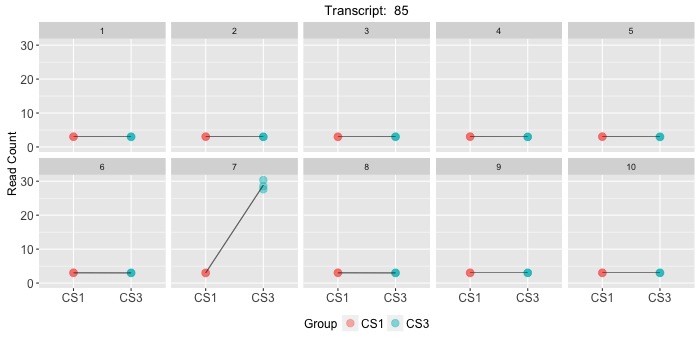 Transcript: 85
1 2 3 4 5
30
20
10
0
Read Count
6 7 8 9 10
30
20
10
0
CS1 CS3 CS1 CS3 CS1 CS3 CS1 CS3 CS1 CS3
Group CS1 CS3